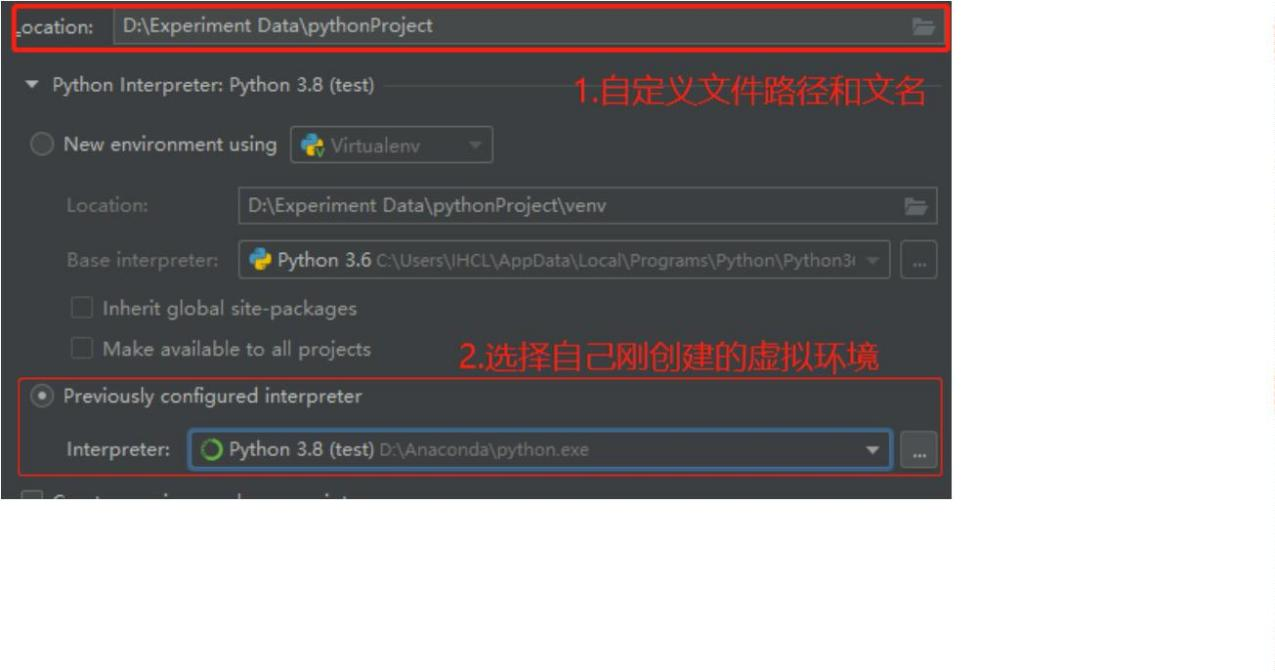 Location: D:\Experiment Data\pythonProject
Python Interpreter: Python 3.8 (test)
1.自定义文件路径和文名
New environment using Virtualenv
Location: D:\Experiment Data\pythonProject\venv
Base interpreter: Python 3.6 C:\Users\IHCL\AppData\Local\Programs\Python\Python3 ...
Inherit global site-packages
Make available to all projects
2.选择自己刚创建的虚拟环境
Previously configured interpreter
Interpreter: Python 3.8 (test) D:\Anaconda\python.exe ...